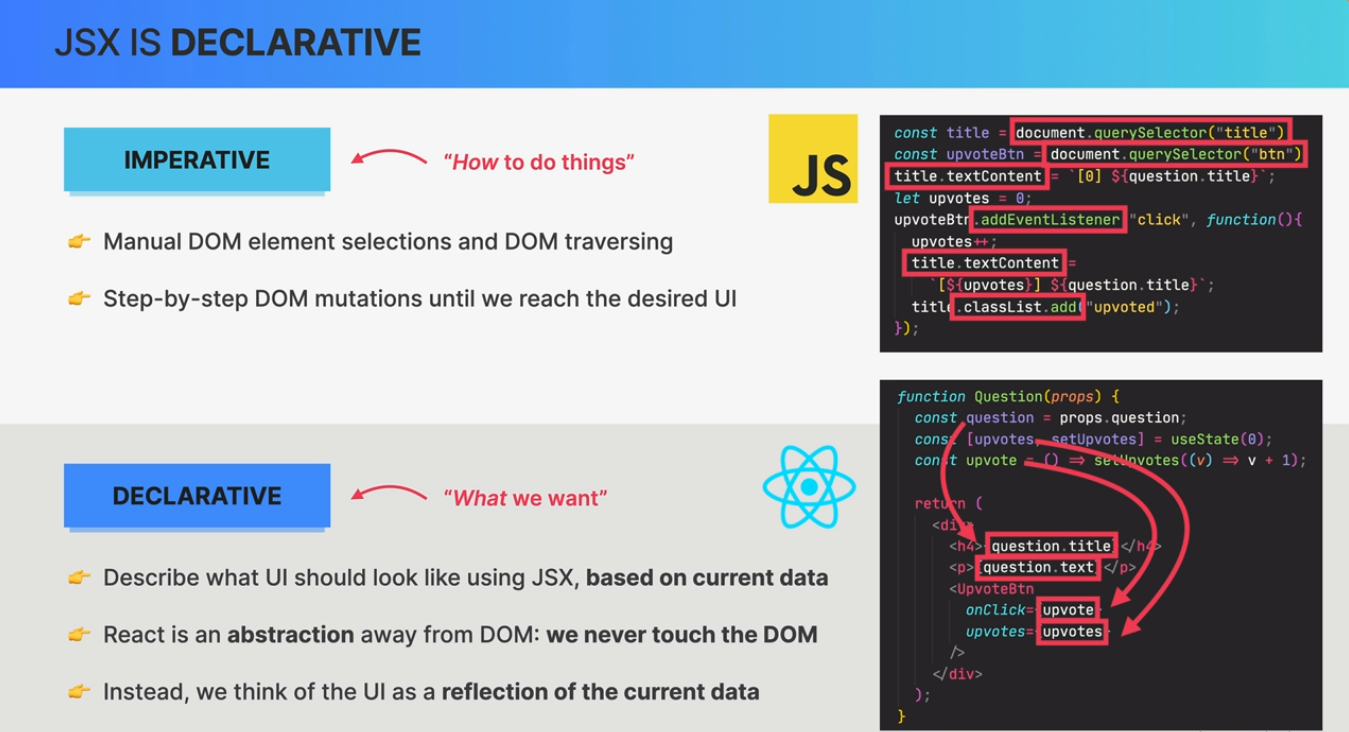 JSX IS DECLARATIVE
IMPERATIVE
“How to do things”
👉 Manual DOM element selections and DOM traversing
👉 Step-by-step DOM mutations until we reach the desired UI
JS
const title = document.querySelector("title")
const upvoteBtn = document.querySelector("btn")
title.textContent = `[0] ${question.title}`;
let upvotes = 0;
upvoteBtn.addEventListener "click", function(){
upvotes++;
title.textContent =
`[${upvotes}] ${question.title}`;
title.classList.add("upvoted");
});
DECLARATIVE
“What we want”
👉 Describe what UI should look like using JSX, based on current data
👉 React is an abstraction away from DOM: we never touch the DOM
👉 Instead, we think of the UI as a reflection of the current data
function Question(props) {
const question = props.question;
const [upvotes, setUpvotes] = useState(0);
const upvote = () => setUpvotes((v) => v + 1);
return (
<div>
<h4>{question.title}</h4>
<p>{question.text}</p>
<UpvoteBtn
onClick={upvote}
upvotes={upvotes}
/>
</div>
);
}